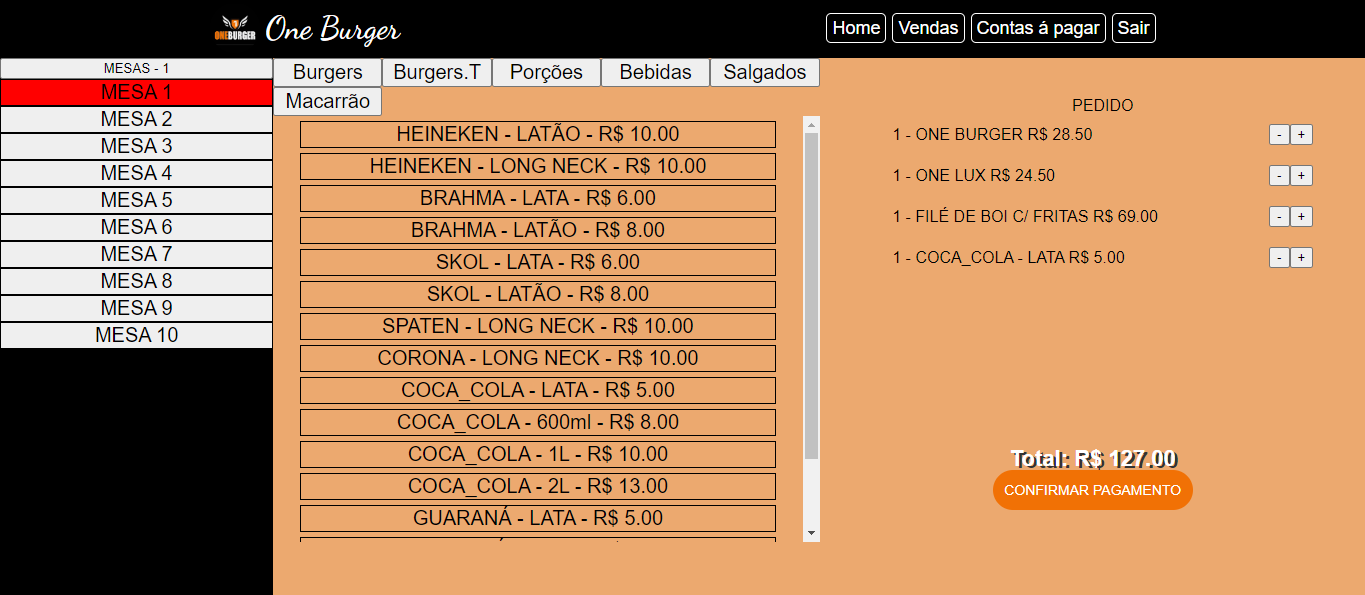 ONEBURGER One Burger Home Vendas Contas á pagar Sair
MESAS - 1
MESA 1
MESA 2
MESA 3
MESA 4
MESA 5
MESA 6
MESA 7
MESA 8
MESA 9
MESA 10
Burgers Burgers.T Porções Bebidas Salgados
Macarrão
HEINEKEN - LATÃO - R$ 10.00
HEINEKEN - LONG NECK - R$ 10.00
BRAHMA - LATA - R$ 6.00
BRAHMA - LATÃO - R$ 8.00
SKOL - LATA - R$ 6.00
SKOL - LATÃO - R$ 8.00
SPATEN - LONG NECK - R$ 10.00
CORONA - LONG NECK - R$ 10.00
COCA_COLA - LATA - R$ 5.00
COCA_COLA - 600ml - R$ 8.00
COCA_COLA - 1L - R$ 10.00
COCA_COLA - 2L - R$ 13.00
GUARANÁ - LATA - R$ 5.00
PEDIDO
1 - ONE BURGER R$ 28.50 - +
1 - ONE LUX R$ 24.50 - +
1 - FILÉ DE BOI C/ FRITAS R$ 69.00 - +
1 - COCA_COLA - LATA R$ 5.00 - +
Total: R$ 127.00
CONFIRMAR PAGAMENTO